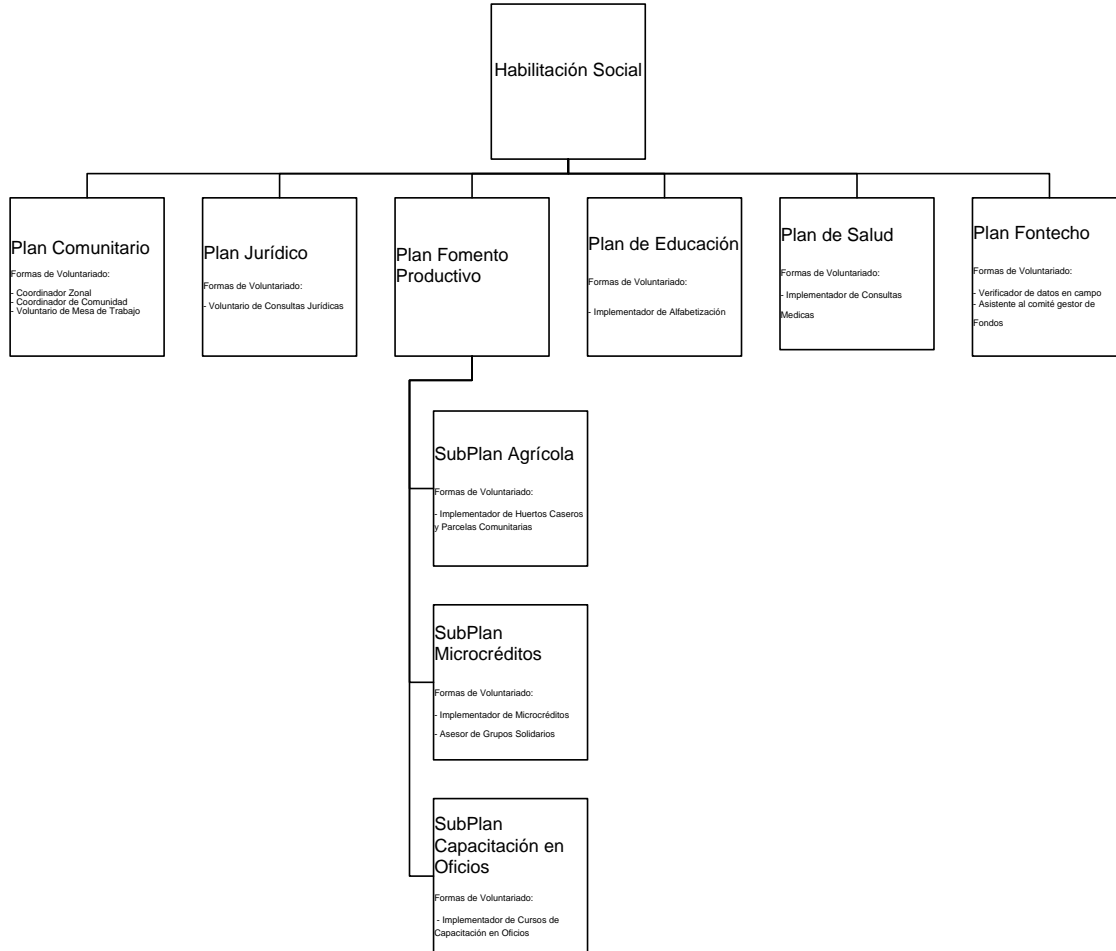 Habilitación Social
Plan Comunitario
Formas de Voluntariado:
- Coordinador Zonal
- Coordinador de Comunidad
- Voluntario de Mesa de Trabajo
Plan Jurídico
Formas de Voluntariado:
- Voluntario de Consultas Jurídicas
Plan Fomento
Productivo
Plan de Educación
Formas de Voluntariado:
- Implementador de Alfabetización
Plan de Salud
Formas de Voluntariado:
- Implementador de Consultas
Medicas
Plan Fontecho
Formas de Voluntariado:
- Verificador de datos en campo
- Asistente al comité gestor de
Fondos
SubPlan Agrícola
Formas de Voluntariado:
- Implementador de Huertos Caseros
y Parcelas Comunitarias
SubPlan
Microcréditos
Formas de Voluntariado:
- Implementador de Microcréditos
- Asesor de Grupos Solidarios
SubPlan
Capacitación en
Oficios
Formas de Voluntariado:
- Implementador de Cursos de
Capacitación en Oficios